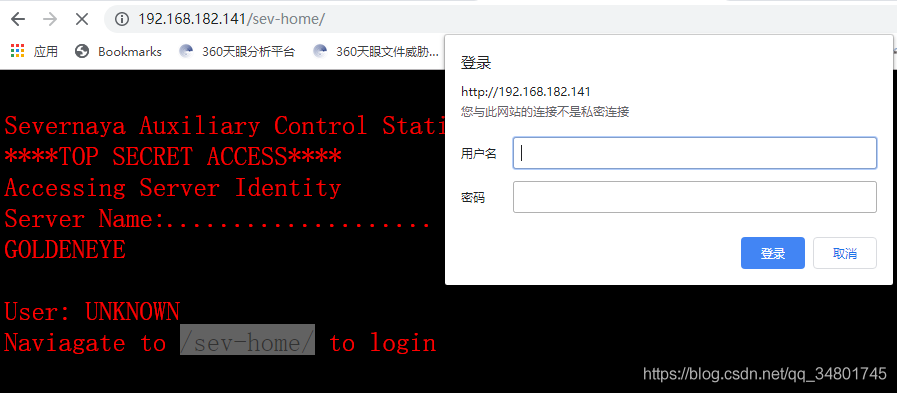 192.168.182.141/sev-home/
应用 Bookmarks 360天眼分析平台 360天眼文件威胁...
登录
http://192.168.182.141
您与此网站的连接不是私密连接
用户名
密码
登录 取消
Severnaya Auxiliary Control Stati
****TOP SECRET ACCESS****
Accessing Server Identity
Server Name:....................
GOLDENEYE
User: UNKNOWN
Naviagate to /sev-home/ to login
https://blog.csdn.net/qq_34801745